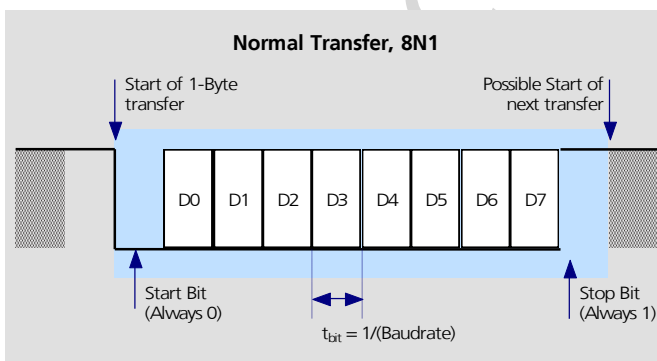 Normal Transfer, 8N1
Start of 1-Byte
transfer
Possible Start of
next transfer
D0 D1 D2 D3 D4 D5 D6 D7
Start Bit
(Always 0)
Stop Bit
(Always 1)
tbit = 1/(Baudrate)